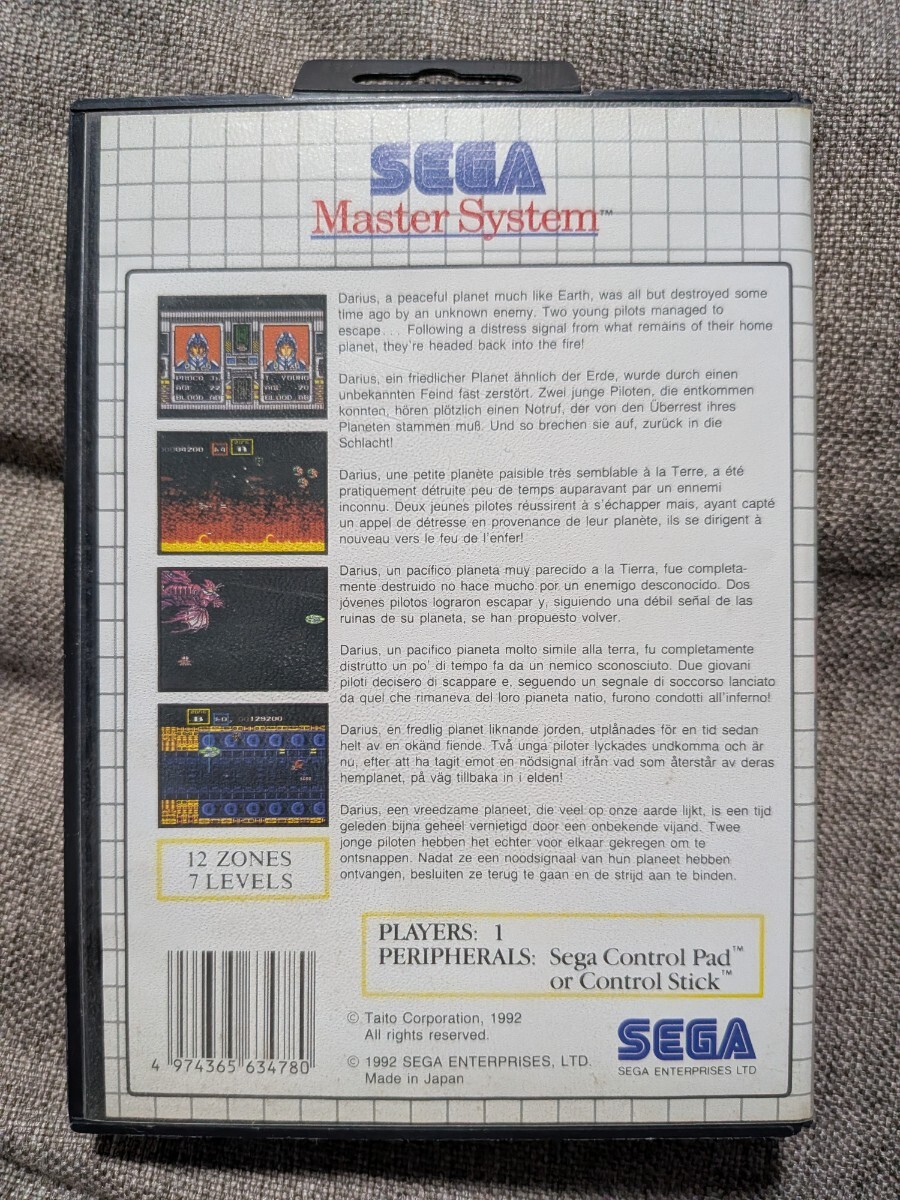 SEGA
Master System™
Darius, a peaceful planet much like Earth, was all but destroyed some
time ago by an unknown enemy. Two young pilots managed to
escape... Following a distress signal from what remains of their home
planet, they're headed back into the fire!
Darius, ein friedlicher Planet ähnlich der Erde, wurde durch einen
unbekannten Feind fast zerstört. Zwei junge Piloten, die entkommen
konnten, hören plötzlich einen Notruf, der von den Überrest ihres
Planeten stammen muß. Und so brechen sie auf, zurück in die
Schlacht!
Darius, une petite planète paisible très semblable à la Terre, a été
pratiquement détruite peu de temps auparavant par un ennemi
inconnu. Deux jeunes pilotes réussirent à s'échapper mais, ayant capté
un appel de détresse en provenance de leur planète, ils se dirigent à
nouveau vers le feu de l'enfer!
Darius, un pacifico planeta muy parecido a la Tierra, fue completa-
mente destruido no hace mucho por un enemigo desconocido. Dos
jóvenes pilotos lograron escapar y, siguiendo una débil señal de las
ruinas de su planeta, se han propuesto volver.
Darius, un pacifico pianeta molto simile alla terra, fu completamente
distrutto un po' di tempo fa da un nemico sconosciuto. Due giovani
piloti decisero di scappare e, seguendo un segnale di soccorso lanciato
da quel che rimaneva del loro pianeta natio, furono condotti all'inferno!
Darius, en fredlig planet liknande jorden, utplånades för en tid sedan
helt av en okänd fiende. Två unga piloter lyckades undkomma och är
nu, efter att ha tagit emot en nödsignal ifrån vad som återstår av deras
hemplanet, på väg tillbaka in i elden!
Darius, een vreedzame planeet, die veel op onze aarde lijkt, is een tijd
geleden bijna geheel vernietigd door een onbekende vijand. Twee
jonge piloten hebben het echter voor elkaar gekregen om te
ontsnappen. Nadat ze een noodsignaal van hun planeet hebben
ontvangen, besluiten ze terug te gaan en de strijd aan te binden.
YOUNG
AGE 22
AGE 20
BLOOD AB
ZONE
B
129200
12 ZONES
7 LEVELS
PLAYERS: 1
PERIPHERALS: Sega Control Pad™
or Control Stick™
4 974365 634780
© Taito Corporation, 1992
All rights reserved.
© 1992 SEGA ENTERPRISES, LTD.
Made in Japan
SEGA
SEGA ENTERPRISES LTD